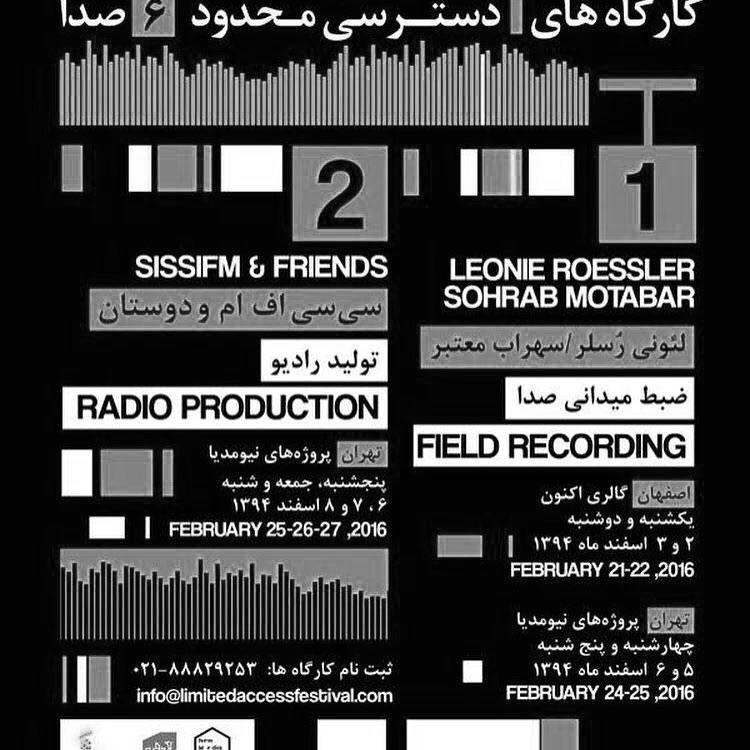 کارگاه های دسترسی محدود ۶ صدا
1
LEONIE ROESSLER
SOHRAB MOTABAR
لئونی رُسلر/سهراب معتبر
ضبط میدانی صدا
FIELD RECORDING
اصفهان گالری اکنون
یکشنبه و دوشنبه
۲ و ۳ اسفند ماه ۱۳۹۴
FEBRUARY 21-22 ,2016
تهران پروژه‌های نیومدیا
چهارشنبه و پنج شنبه
۵ و ۶ اسفند ماه ۱۳۹۴
FEBRUARY 24-25 ,2016
2
SISSIFM & FRIENDS
سی‌سی اف ام و دوستان
تولید رادیو
RADIO PRODUCTION
تهران پروژه‌های نیومدیا
پنجشنبه، جمعه و شنبه
۶ ، ۷ و ۸ اسفند ۱۳۹۴
FEBRUARY 25-26-27 ,2016
ثبت نام کارگاه ها: ۰۲۱-۸۸۸۲۹۲۵۳
info@limitedaccessfestival.com